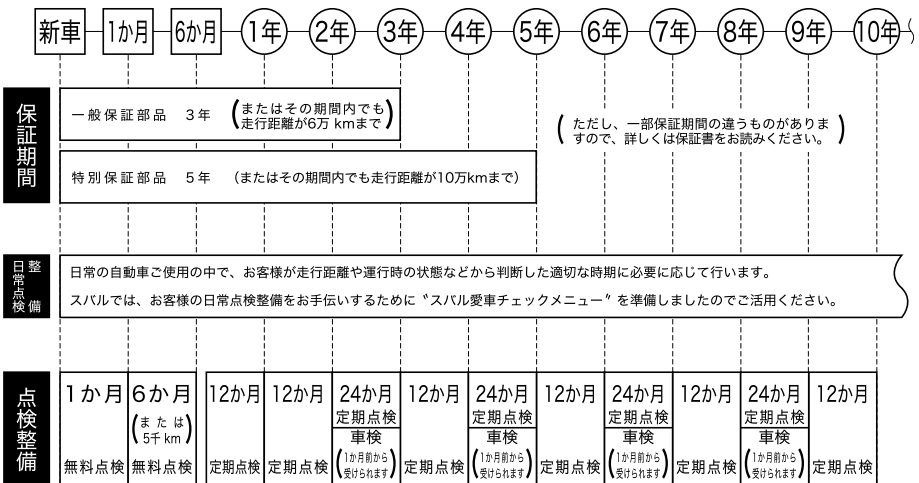 新車 1か月 6か月 1年 2年 3年 4年 5年 6年 7年 8年 9年 10年
保証期間
一般保証部品 3年 (またはその期間内でも
走行距離が6万 kmまで)
(ただし、一部保証期間の違うものがありま
すので、詳しくは保証書をお読みください。)
特別保証部品 5年 (またはその期間内でも走行距離が10万kmまで)
日常点検
整備
日常の自動車ご使用の中で、お客様が走行距離や運行時の状態などから判断した適切な時期に必要に応じて行います。
スバルでは、お客様の日常点検整備をお手伝いするために〝スバル愛車チェックメニュー〟を準備しましたのでご活用ください。
点検整備
1か月
無料点検
6か月
(または
5千km)
無料点検
12か月
定期点検
12か月
定期点検
24か月
定期点検
車検
(1か月前から
受けられます)
12か月
定期点検
24か月
定期点検
車検
(1か月前から
受けられます)
12か月
定期点検
24か月
定期点検
車検
(1か月前から
受けられます)
12か月
定期点検
24か月
定期点検
車検
(1か月前から
受けられます)
12か月
定期点検